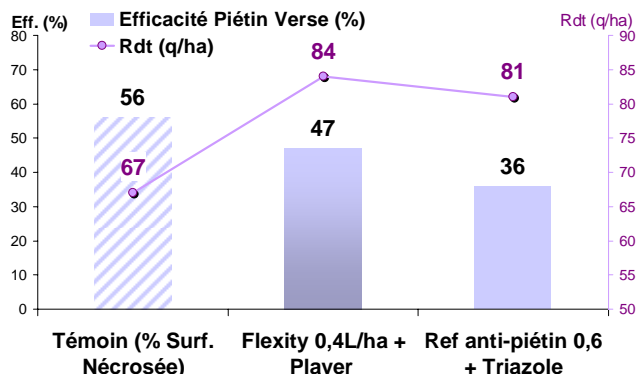 Eff. (%)
Efficacité Piétin Verse (%)
Rdt (q/ha)
Rdt (q/ha)
80
70
60
50
40
30
20
10
0
90
85
80
75
70
65
60
55
50
56
67
84
47
81
36
Témoin (% Surf.
Nécrosée)
Flexity 0,4L/ha +
Player
Ref anti-piétin 0,6
+ Triazole